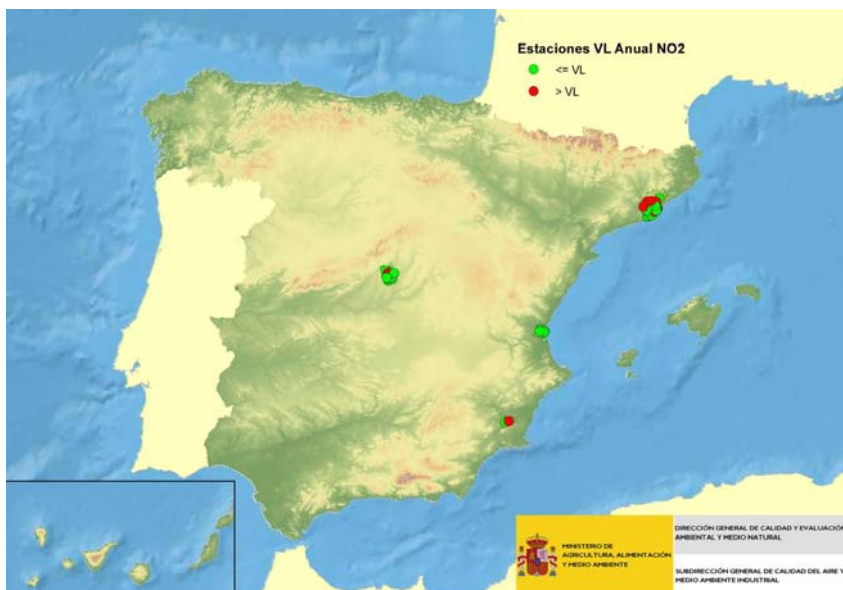 Estaciones VL Anual NO2
<= VL
> VL
MINISTERIO DE
AGRICULTURA, ALIMENTACIÓN
Y MEDIO AMBIENTE
DIRECCIÓN GENERAL DE CALIDAD Y EVALUACIÓN
AMBIENTAL Y MEDIO NATURAL
SUBDIRECCIÓN GENERAL DE CALIDAD DEL AIRE Y
MEDIO AMBIENTE INDUSTRIAL